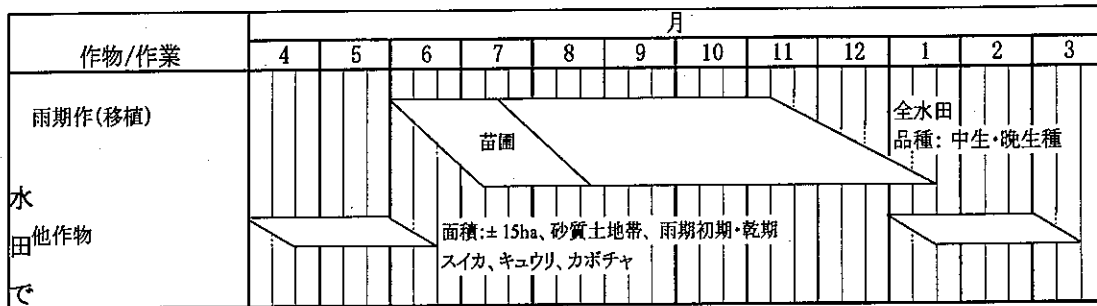 月
作物/作業 4 5 6 7 8 9 10 11 12 1 2 3
雨期作(移植)
苗圃
全水田
品種: 中生・晩生種
水田で
他作物
面積:±15ha、砂質土地帯、雨期初期・乾期
スイカ、キュウリ、カボチャ